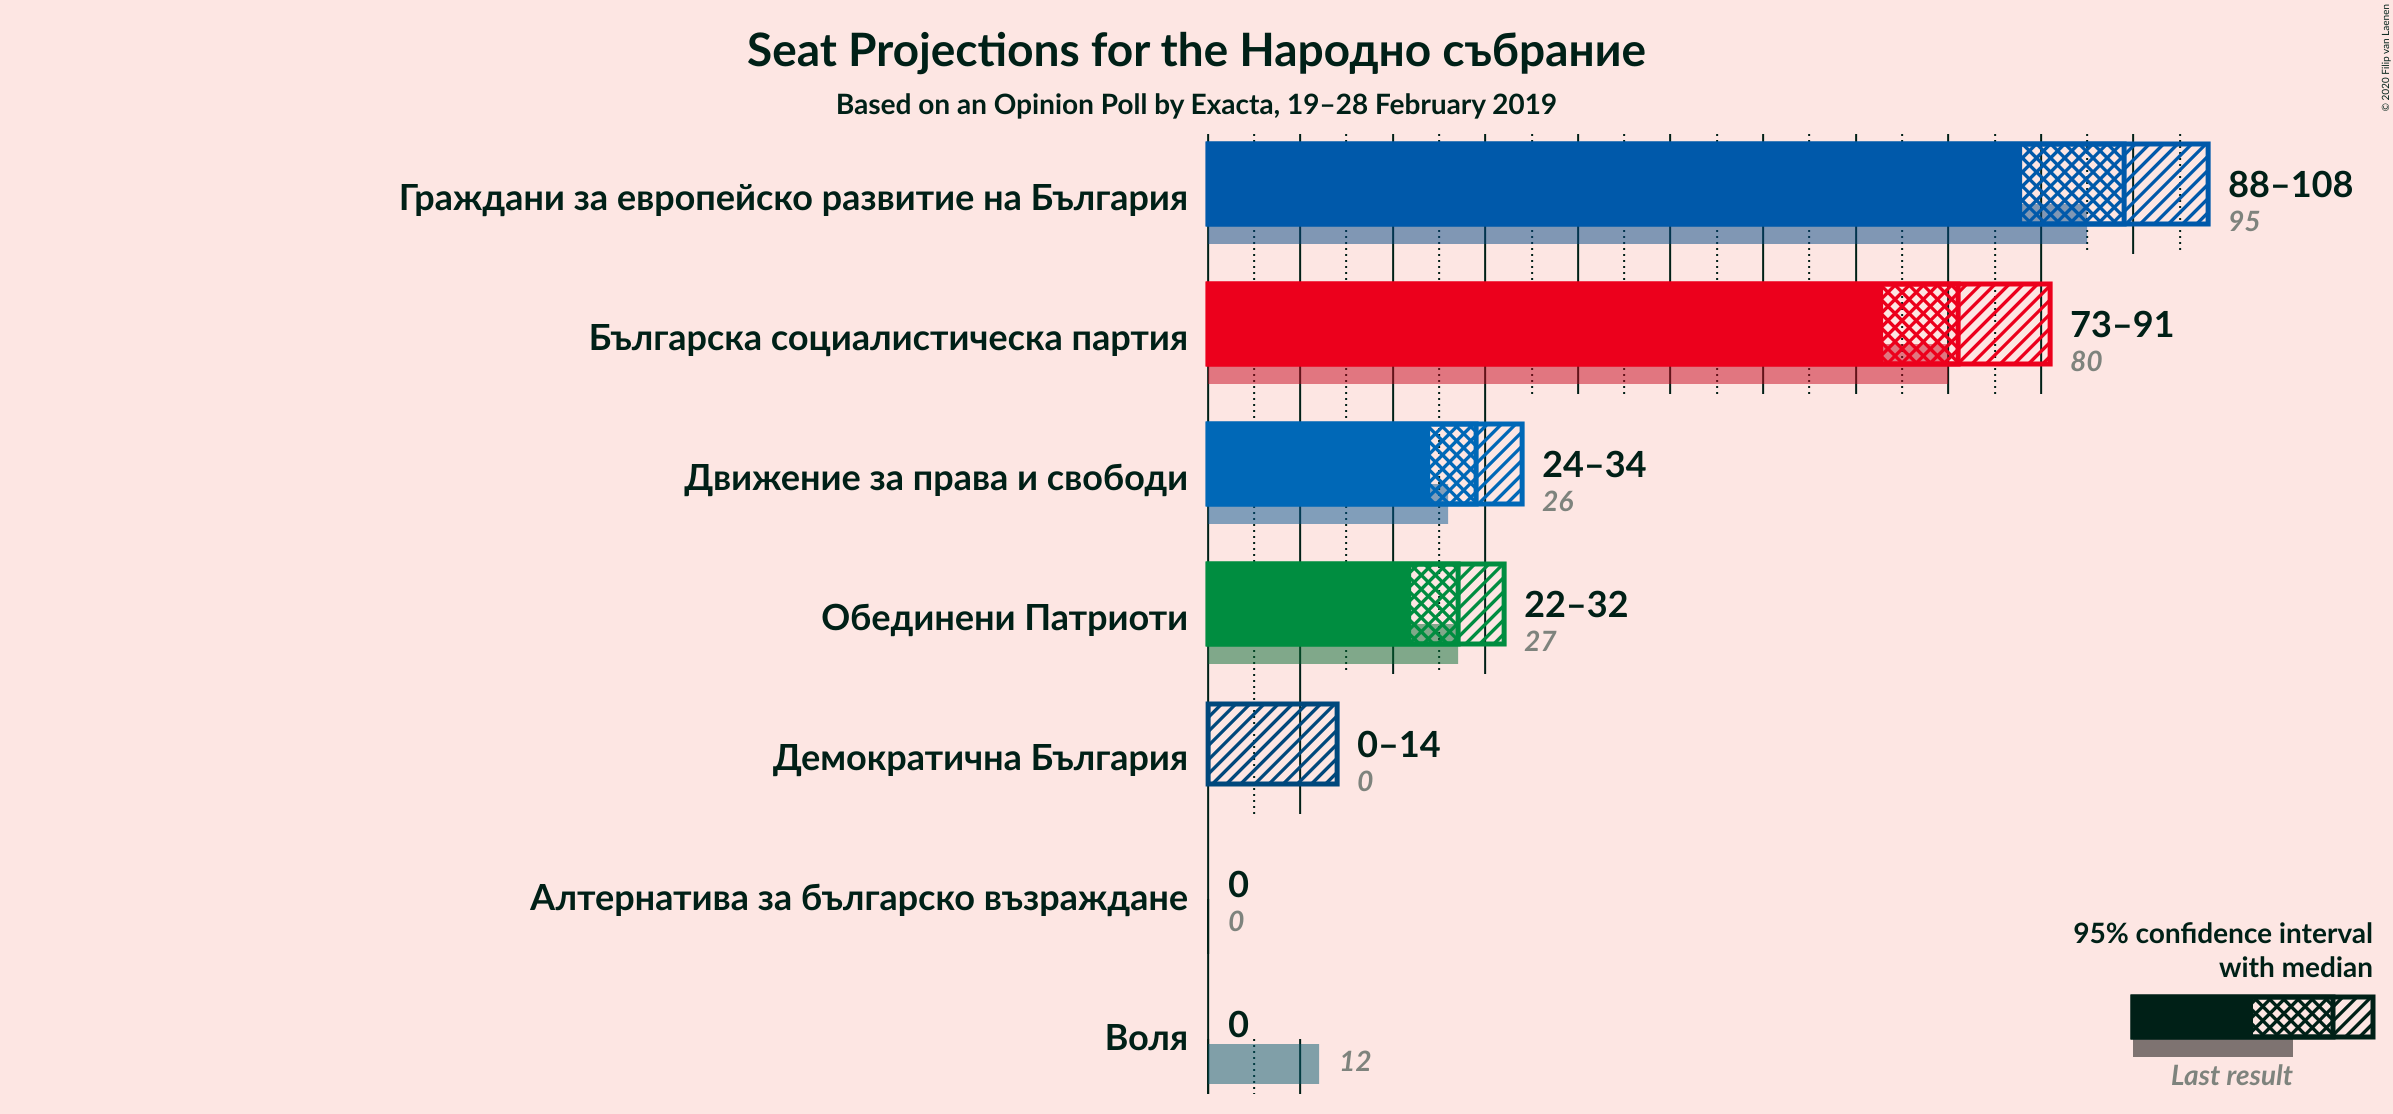 Seat Projections for the Народно събрание
Based on an Opinion Poll by Exacta, 19–28 February 2019
© 2020 Filip van Laenen
Граждани за европейско развитие на България
88–108
95
Българска социалистическа партия
73–91
80
Движение за права и свободи
24–34
26
Обединени Патриоти
22–32
27
Демократична България
0–14
0
Алтернатива за българско възраждане
0
0
Воля
0
12
95% confidence interval
with median
Last result